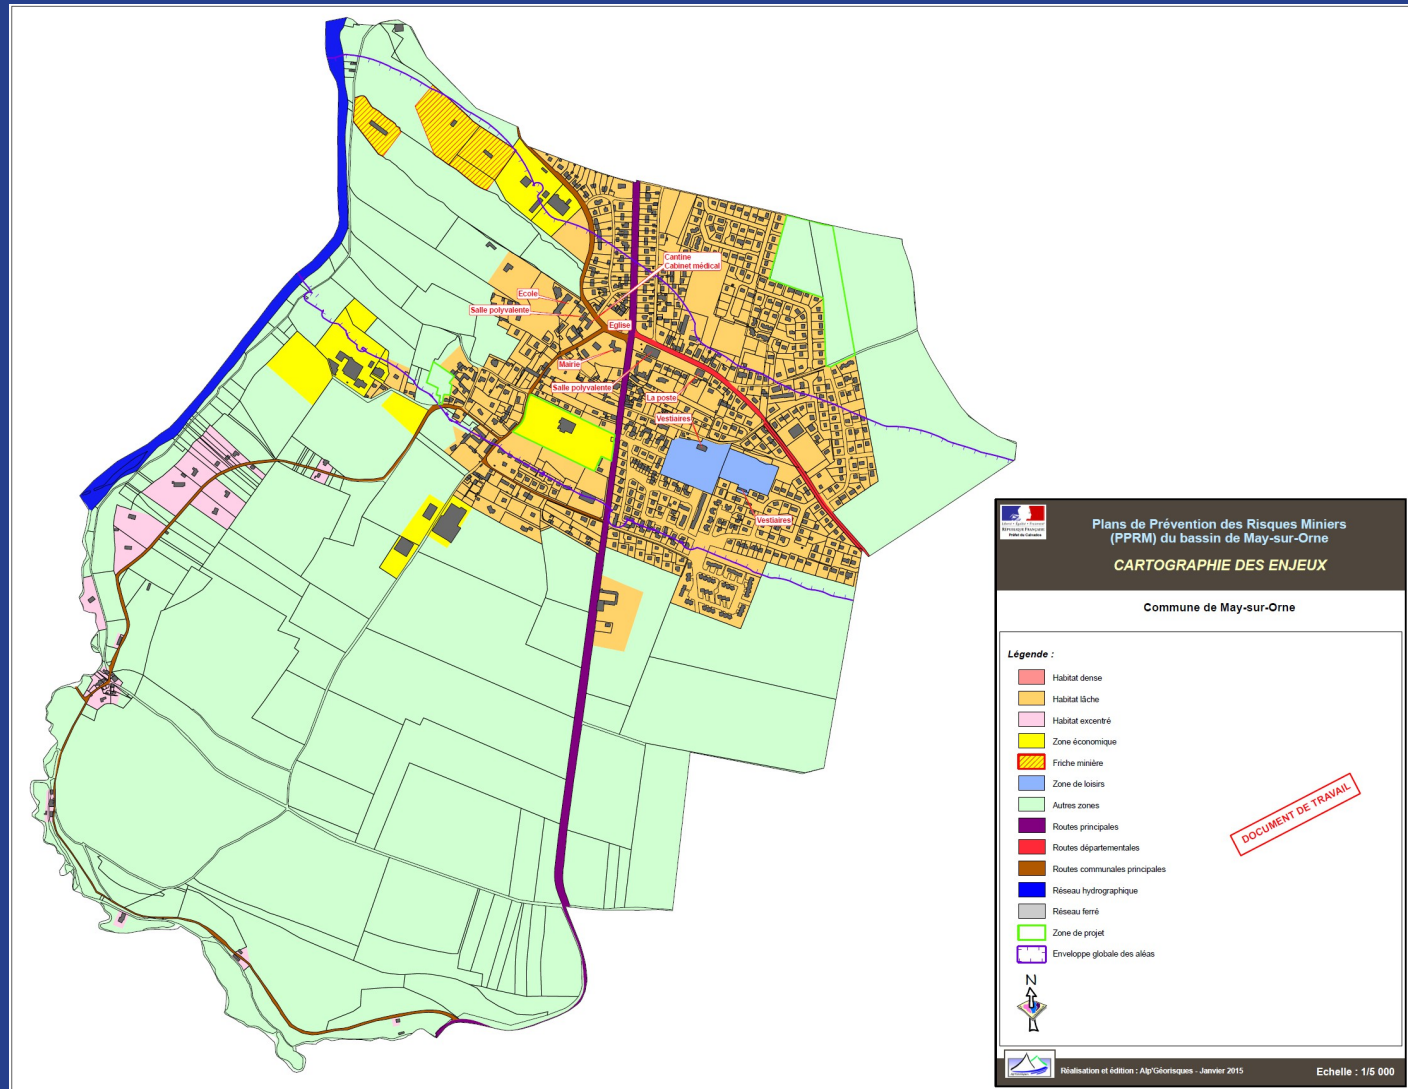 Cantine
Cabinet médical
Ecole
Salle polyvalente
Eglise
Mairie
Salle polyvalente
La poste
Vestiaires
Vestiaires
Plans de Prévention des Risques Miniers
(PPRM) du bassin de May-sur-Orne
CARTOGRAPHIE DES ENJEUX
Commune de May-sur-Orne
Légende :
Habitat dense
Habitat lâche
Habitat excentré
Zone économique
Friche minière
Zone de loisirs
Autres zones
Routes principales
Routes départementales
Routes communales principales
Réseau hydrographique
Réseau ferré
Zone de projet
Enveloppe globale des aléas
DOCUMENT DE TRAVAIL
N
Réalisation et édition : Alp'Géorisques - Janvier 2015
Echelle : 1/5 000